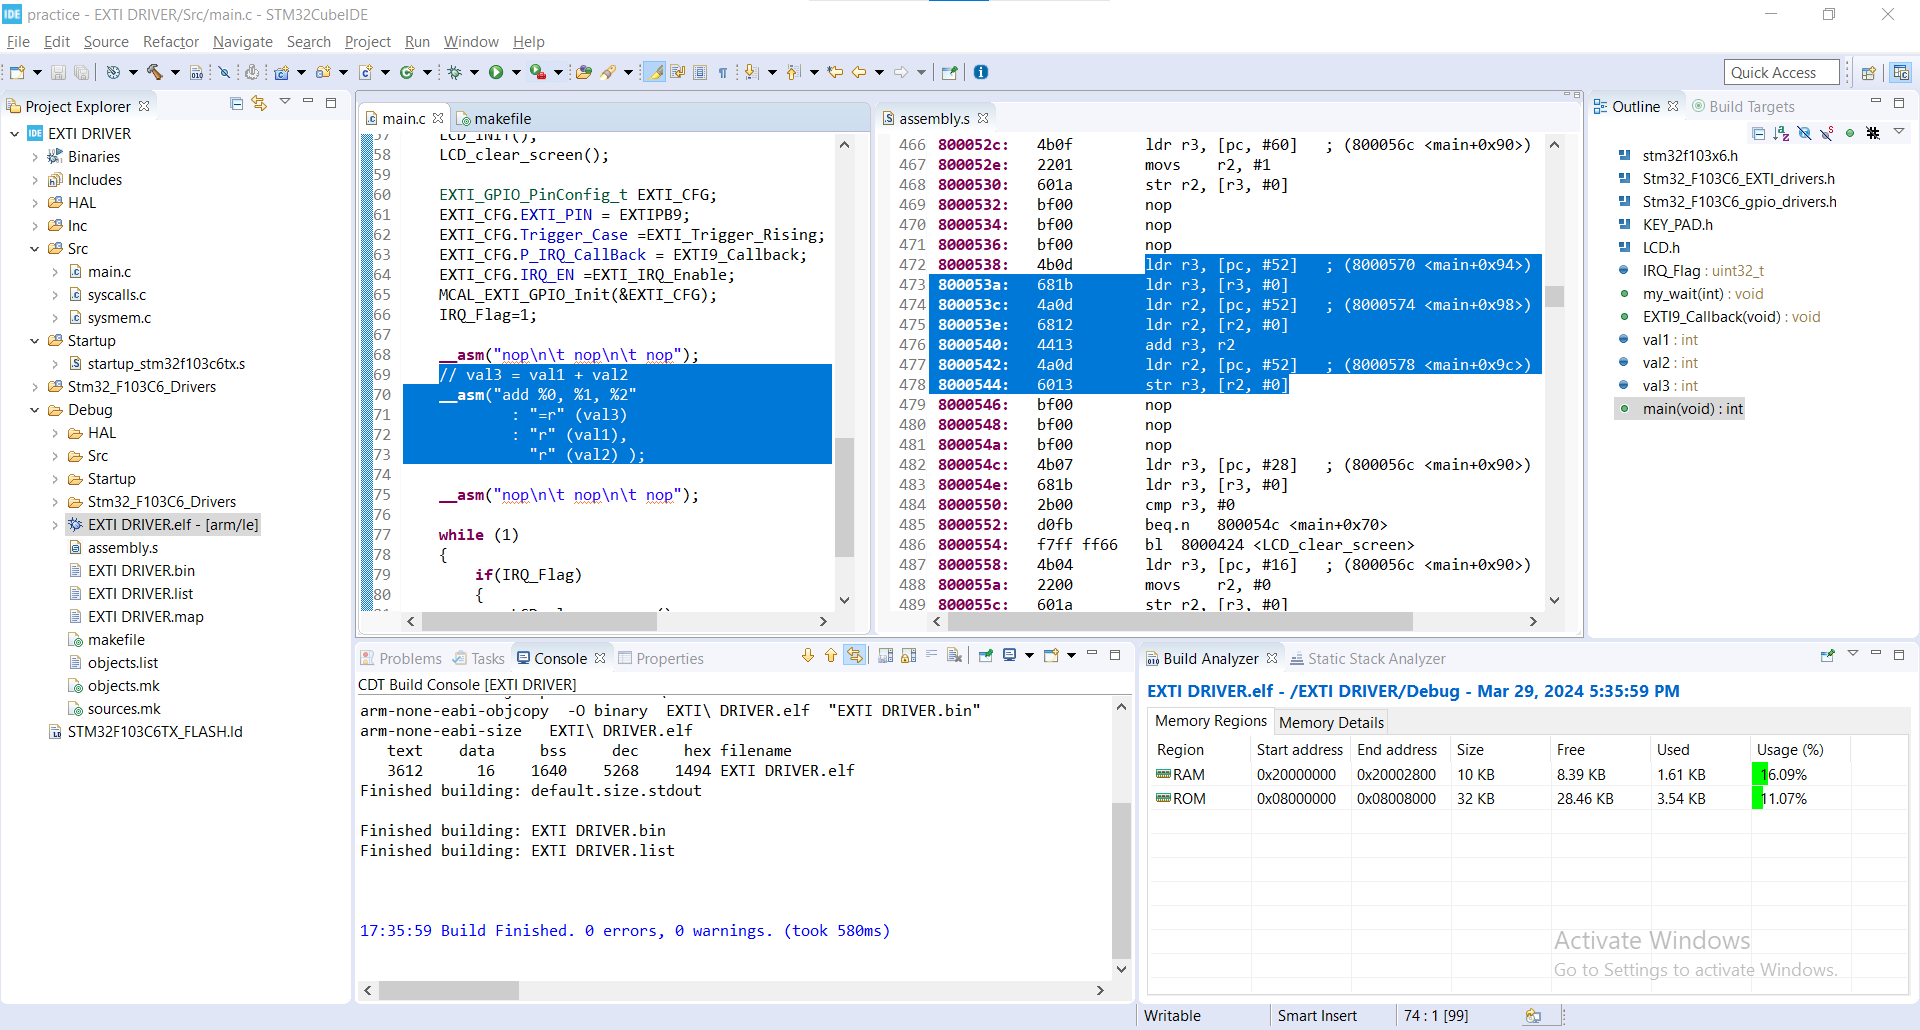 IDE practice - EXTI DRIVER/Src/main.c - STM32CubeIDE
File Edit Source Refactor Navigate Search Project Run Window Help
Quick Access
Project Explorer
EXTI DRIVER
Binaries
Includes
HAL
Inc
Src
main.c
syscalls.c
sysmem.c
Startup
startup_stm32f103c6tx.s
Stm32_F103C6_Drivers
Debug
HAL
Src
Startup
Stm32_F103C6_Drivers
EXTI DRIVER.elf - [arm/le]
assembly.s
EXTI DRIVER.bin
EXTI DRIVER.list
EXTI DRIVER.map
makefile
objects.list
objects.mk
sources.mk
STM32F103C6TX_FLASH.ld
main.c makefile
57 LCD_INIT();
58 LCD_clear_screen();
59
60 EXTI_GPIO_PinConfig_t EXTI_CFG;
61 EXTI_CFG.EXTI_PIN = EXTIPB9;
62 EXTI_CFG.Trigger_Case =EXTI_Trigger_Rising;
63 EXTI_CFG.P_IRQ_CallBack = EXTI9_Callback;
64 EXTI_CFG.IRQ_EN =EXTI_IRQ_Enable;
65 MCAL_EXTI_GPIO_Init(&EXTI_CFG);
66 IRQ_Flag=1;
67
68 __asm("nop\n\t nop\n\t nop");
69 // val3 = val1 + val2
70 __asm("add %0, %1, %2"
71 : "=r" (val3)
72 : "r" (val1),
73 "r" (val2) );
74
75 __asm("nop\n\t nop\n\t nop");
76
77 while (1)
78 {
79 if(IRQ_Flag)
80 {
assembly.s
466 800052c: 4b0f ldr r3, [pc, #60] ; (800056c <main+0x90>)
467 800052e: 2201 movs r2, #1
468 8000530: 601a str r2, [r3, #0]
469 8000532: bf00 nop
470 8000534: bf00 nop
471 8000536: bf00 nop
472 8000538: 4b0d ldr r3, [pc, #52] ; (8000570 <main+0x94>)
473 800053a: 681b ldr r3, [r3, #0]
474 800053c: 4a0d ldr r2, [pc, #52] ; (8000574 <main+0x98>)
475 800053e: 6812 ldr r2, [r2, #0]
476 8000540: 4413 add r3, r2
477 8000542: 4a0d ldr r2, [pc, #52] ; (8000578 <main+0x9c>)
478 8000544: 6013 str r3, [r2, #0]
479 8000546: bf00 nop
480 8000548: bf00 nop
481 800054a: bf00 nop
482 800054c: 4b07 ldr r3, [pc, #28] ; (800056c <main+0x90>)
483 800054e: 681b ldr r3, [r3, #0]
484 8000550: 2b00 cmp r3, #0
485 8000552: d0fb beq.n 800054c <main+0x70>
486 8000554: f7ff ff66 bl 8000424 <LCD_clear_screen>
487 8000558: 4b04 ldr r3, [pc, #16] ; (800056c <main+0x90>)
488 800055a: 2200 movs r2, #0
489 800055c: 601a str r2, [r3, #0]
Outline Build Targets
stm32f103x6.h
Stm32_F103C6_EXTI_drivers.h
Stm32_F103C6_gpio_drivers.h
KEY_PAD.h
LCD.h
IRQ_Flag : uint32_t
my_wait(int) : void
EXTI9_Callback(void) : void
val1 : int
val2 : int
val3 : int
main(void) : int
Problems Tasks Console Properties
CDT Build Console [EXTI DRIVER]
arm-none-eabi-objcopy -O binary EXTI\ DRIVER.elf "EXTI DRIVER.bin"
arm-none-eabi-size EXTI\ DRIVER.elf
text data bss dec hex filename
3612 16 1640 5268 1494 EXTI DRIVER.elf
Finished building: default.size.stdout
Finished building: EXTI DRIVER.bin
Finished building: EXTI DRIVER.list
17:35:59 Build Finished. 0 errors, 0 warnings. (took 580ms)
Build Analyzer Static Stack Analyzer
EXTI DRIVER.elf - /EXTI DRIVER/Debug - Mar 29, 2024 5:35:59 PM
Memory Regions Memory Details
Region Start address End address Size Free Used Usage (%)
RAM 0x20000000 0x20002800 10 KB 8.39 KB 1.61 KB 16.09%
ROM 0x08000000 0x08008000 32 KB 28.46 KB 3.54 KB 11.07%
Activate Windows
Go to Settings to activate Windows.
Writable Smart Insert 74 : 1 [99]